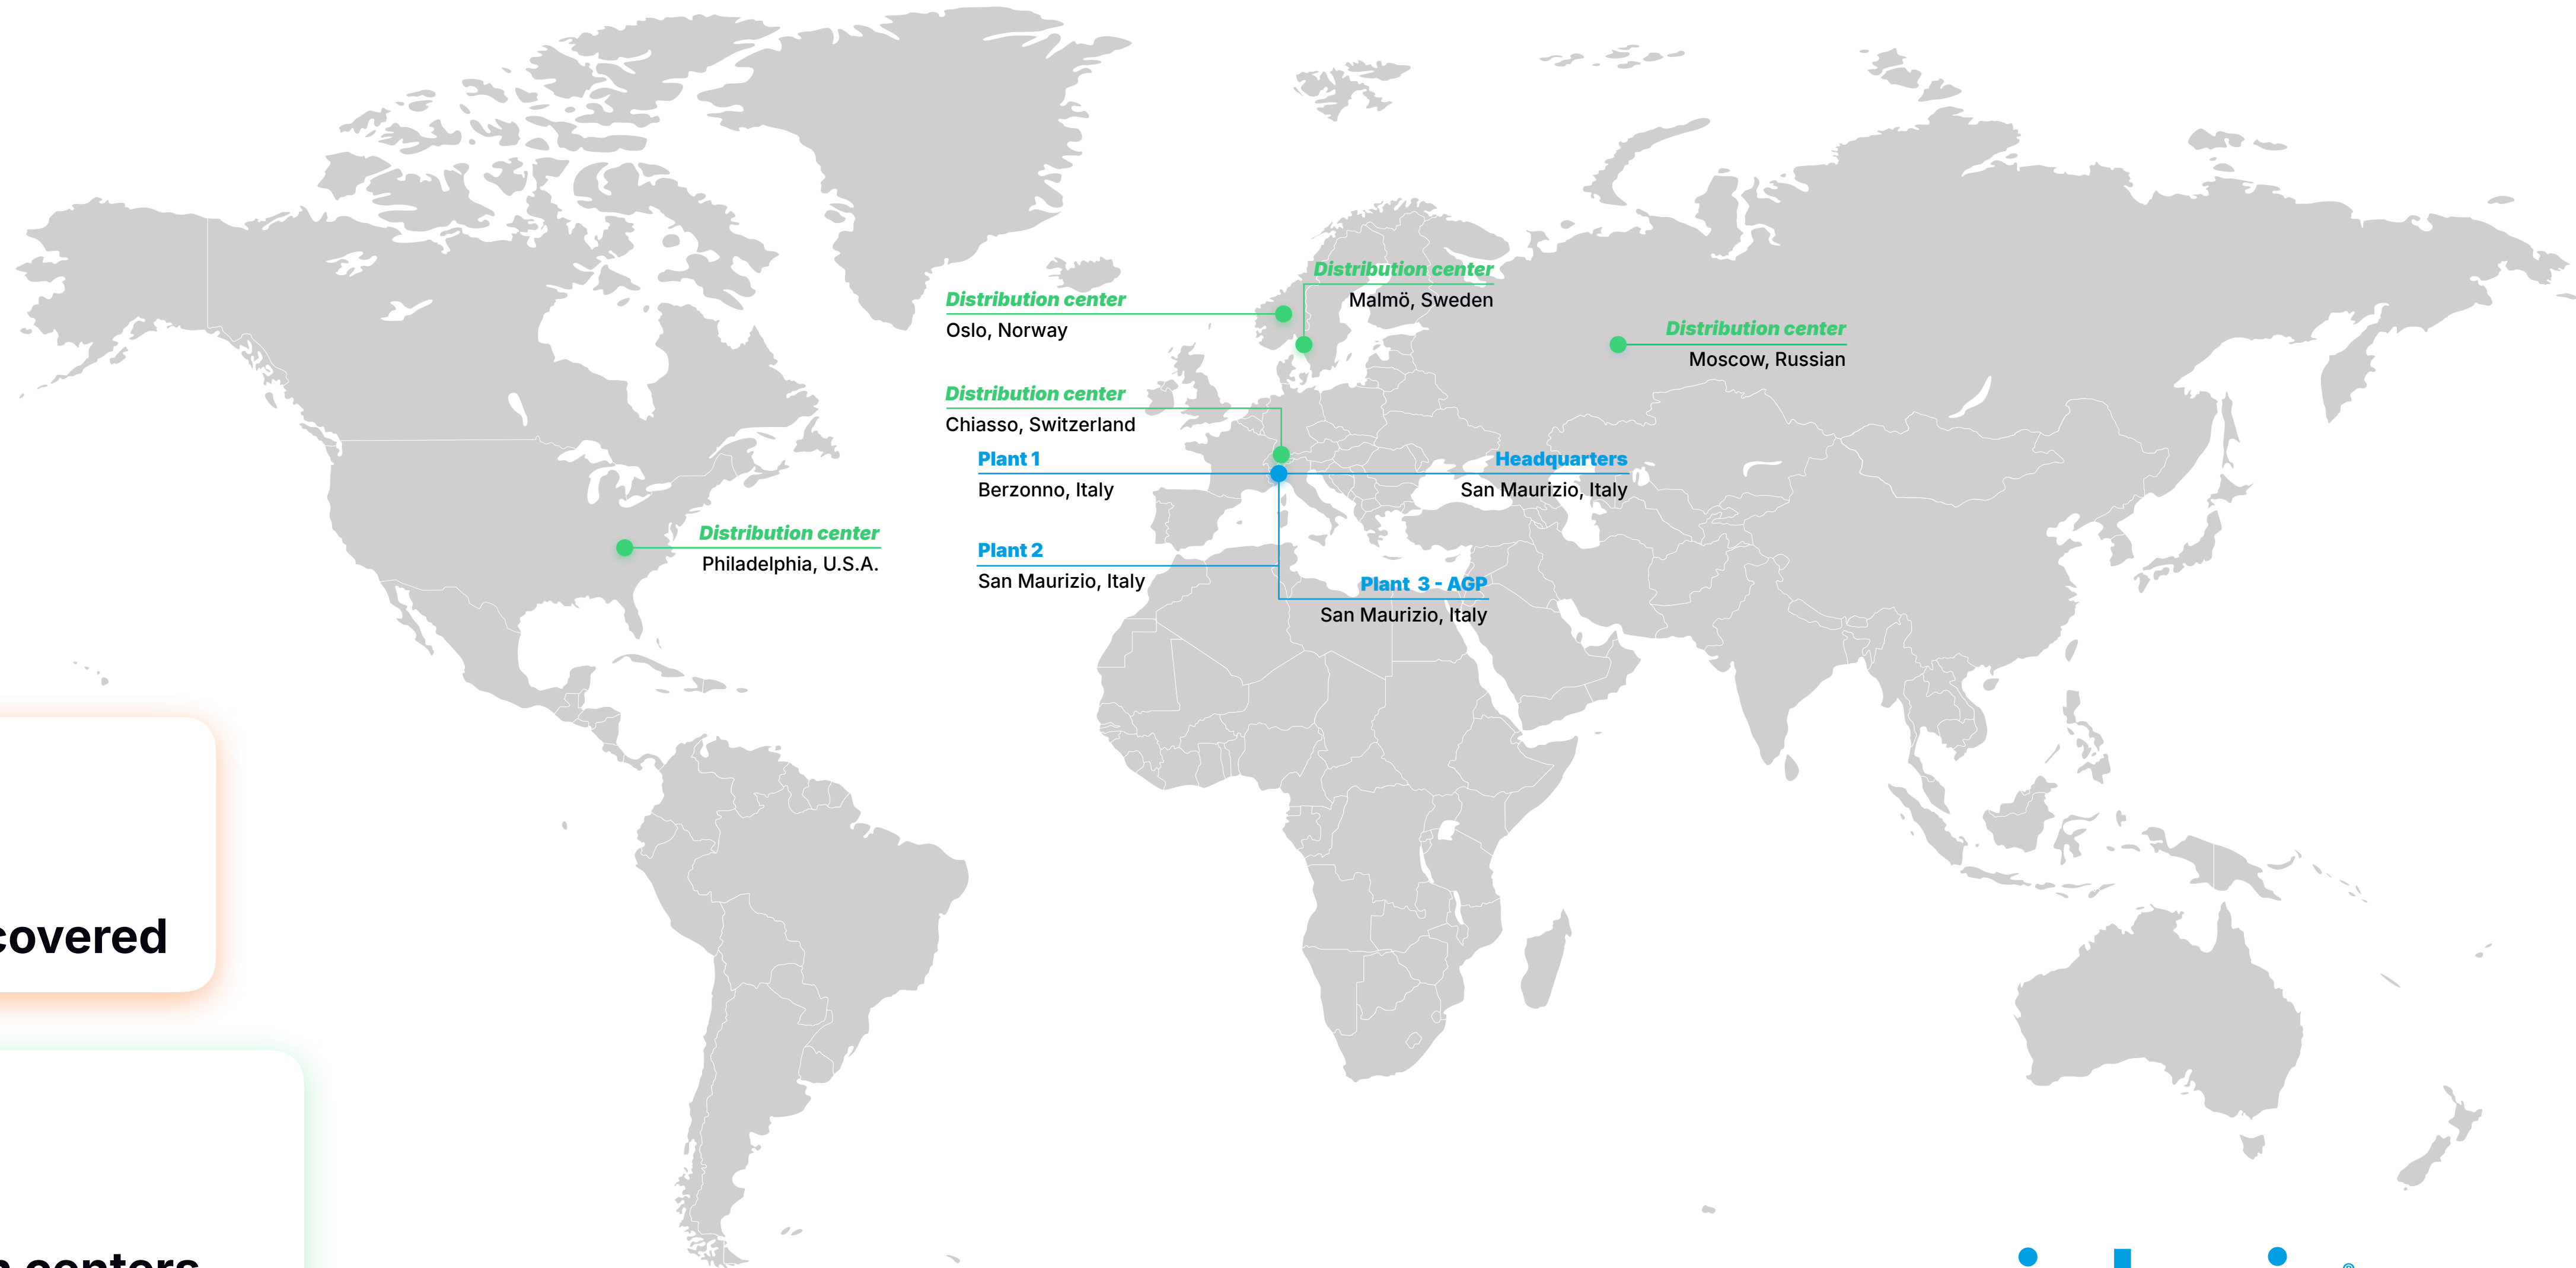 Distribution center
Malmö, Sweden
Distribution center
Oslo, Norway
Distribution center
Moscow, Russian
Distribution center
Chiasso, Switzerland
Plant 1
Berzonno, Italy
Headquarters
San Maurizio, Italy
Distribution center
Philadelphia, U.S.A.
Plant 2
San Maurizio, Italy
Plant 3 - AGP
San Maurizio, Italy
covered
centers